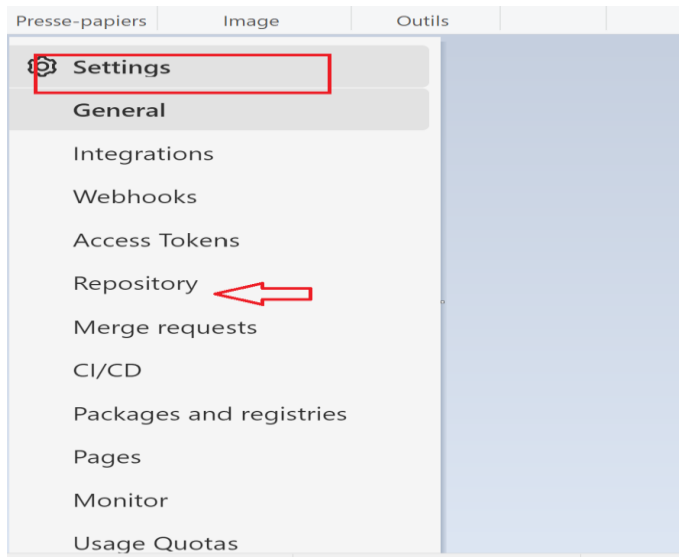 Presse-papiers Image Outils
Settings
General
Integrations
Webhooks
Access Tokens
Repository
Merge requests
CI/CD
Packages and registries
Pages
Monitor
Usage Quotas